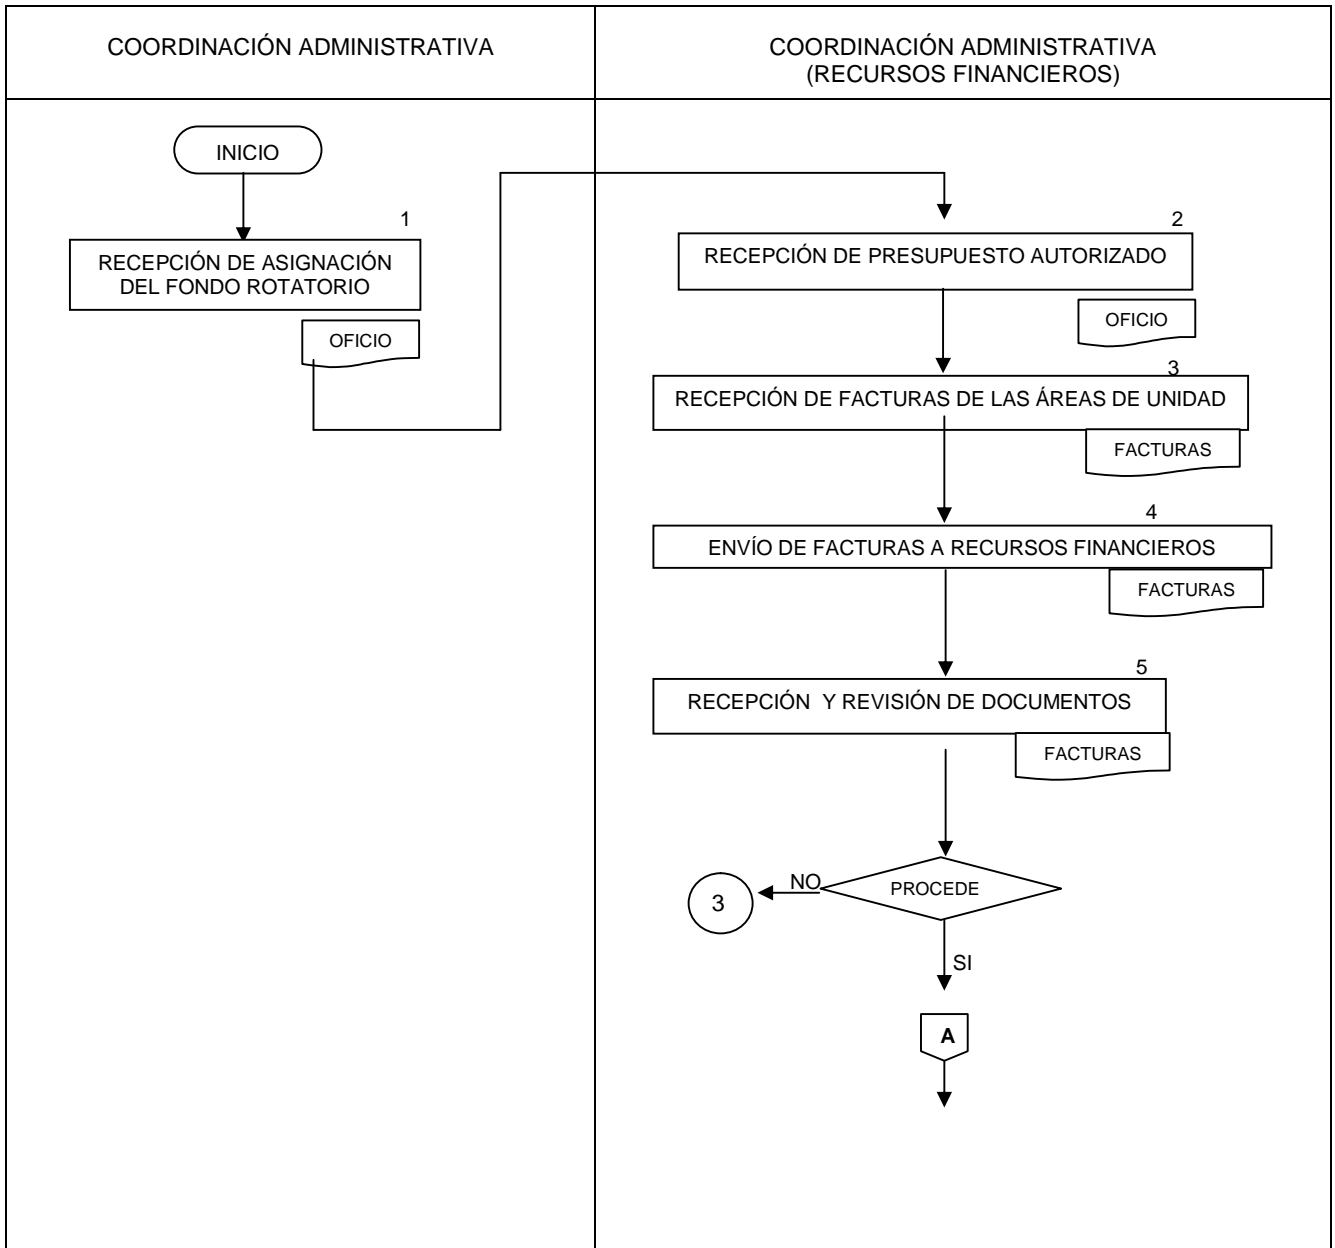 COORDINACIÓN ADMINISTRATIVA
COORDINACIÓN ADMINISTRATIVA
(RECURSOS FINANCIEROS)
INICIO
1
RECEPCIÓN DE ASIGNACIÓN
DEL FONDO ROTATORIO
OFICIO
2
RECEPCIÓN DE PRESUPUESTO AUTORIZADO
OFICIO
3
RECEPCIÓN DE FACTURAS DE LAS ÁREAS DE UNIDAD
FACTURAS
4
ENVÍO DE FACTURAS A RECURSOS FINANCIEROS
FACTURAS
5
RECEPCIÓN Y REVISIÓN DE DOCUMENTOS
FACTURAS
PROCEDE
NO
3
SI
A